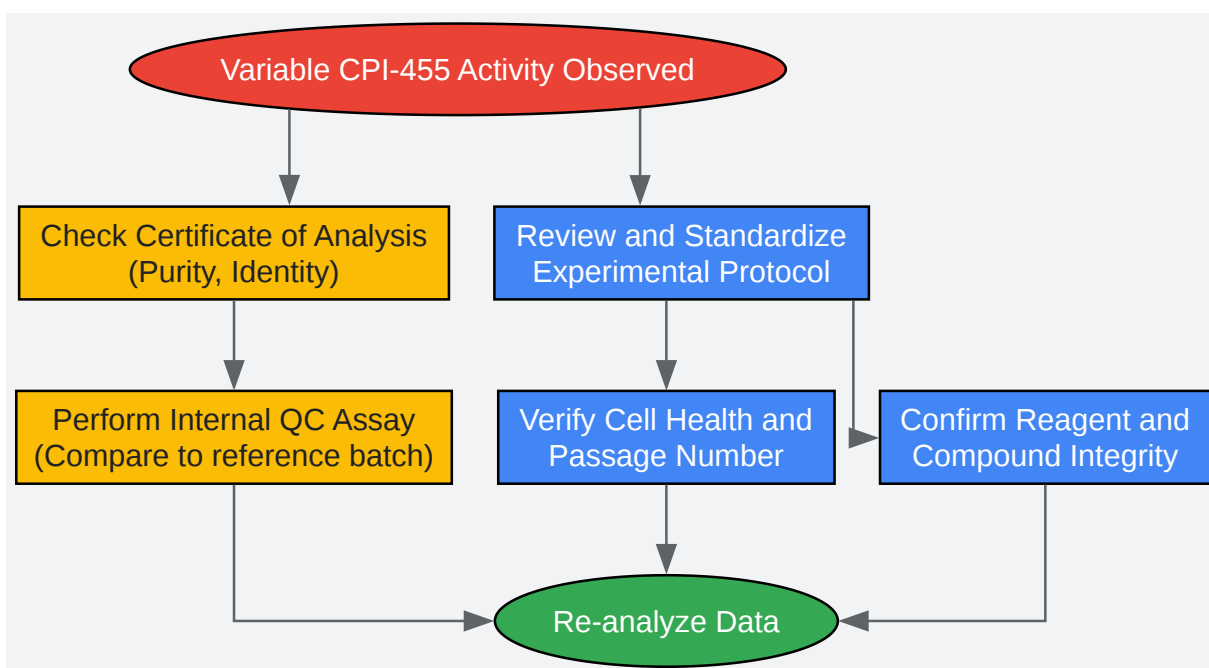 Variable CPI-455 Activity Observed
Check Certificate of Analysis
(Purity, Identity)
Review and Standardize
Experimental Protocol
Perform Internal QC Assay
(Compare to reference batch)
Verify Cell Health and
Passage Number
Confirm Reagent and
Compound Integrity
Re-analyze Data